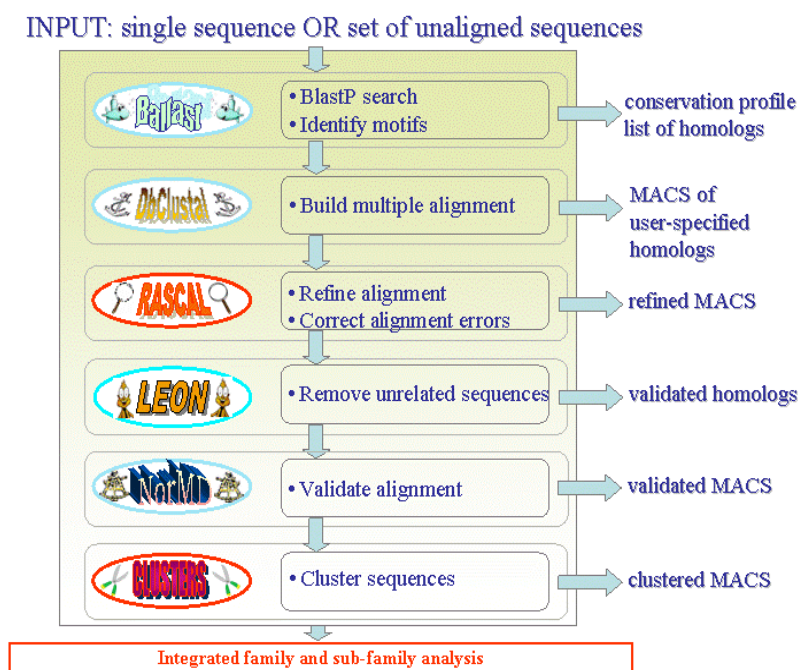 INPUT: single sequence OR set of unaligned sequences
Ballast
• BlastP search
• Identify motifs
conservation profile
list of homologs
DbClustal
• Build multiple alignment
MACS of
user-specified
homologs
RASCAL
• Refine alignment
• Correct alignment errors
refined MACS
LEON
• Remove unrelated sequences
validated homologs
NorMD
• Validate alignment
validated MACS
CLUSTERS
• Cluster sequences
clustered MACS
Integrated family and sub-family analysis